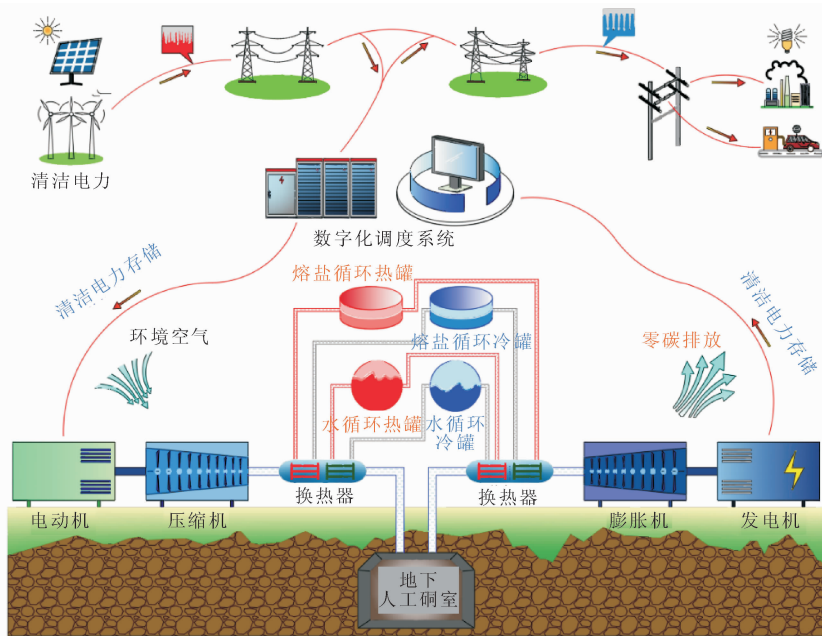 清洁电力
数字化调度系统
清洁电力存储
熔盐循环热罐
环境空气
熔盐循环冷罐
零碳排放
清洁电力存储
水循环热罐
水循环
冷罐
换热器
换热器
电动机
压缩机
膨胀机
发电机
地下
人工硐室